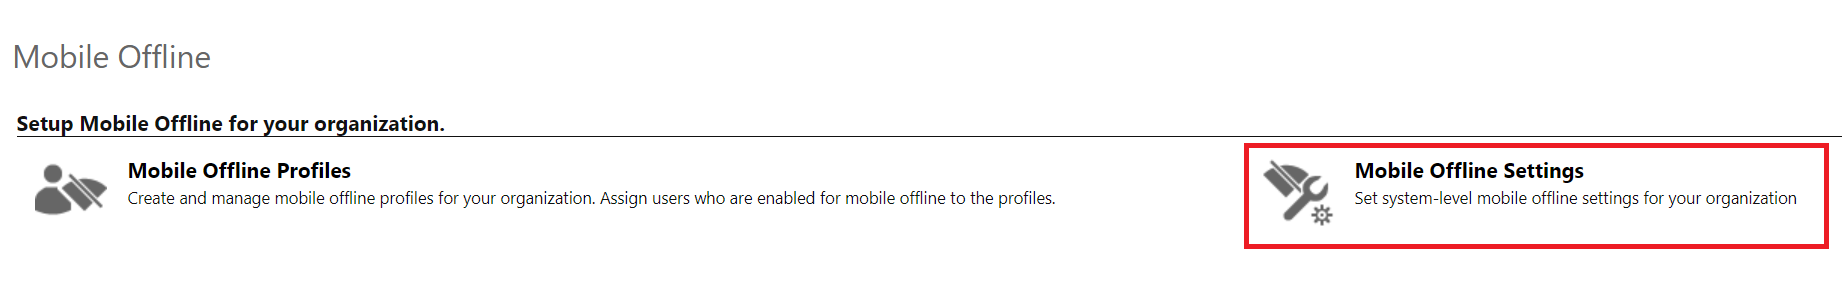 Mobile Offline
Setup Mobile Offline for your organization.
Mobile Offline Profiles
Create and manage mobile offline profiles for your organization. Assign users who are enabled for mobile offline to the profiles.
Mobile Offline Settings
Set system-level mobile offline settings for your organization